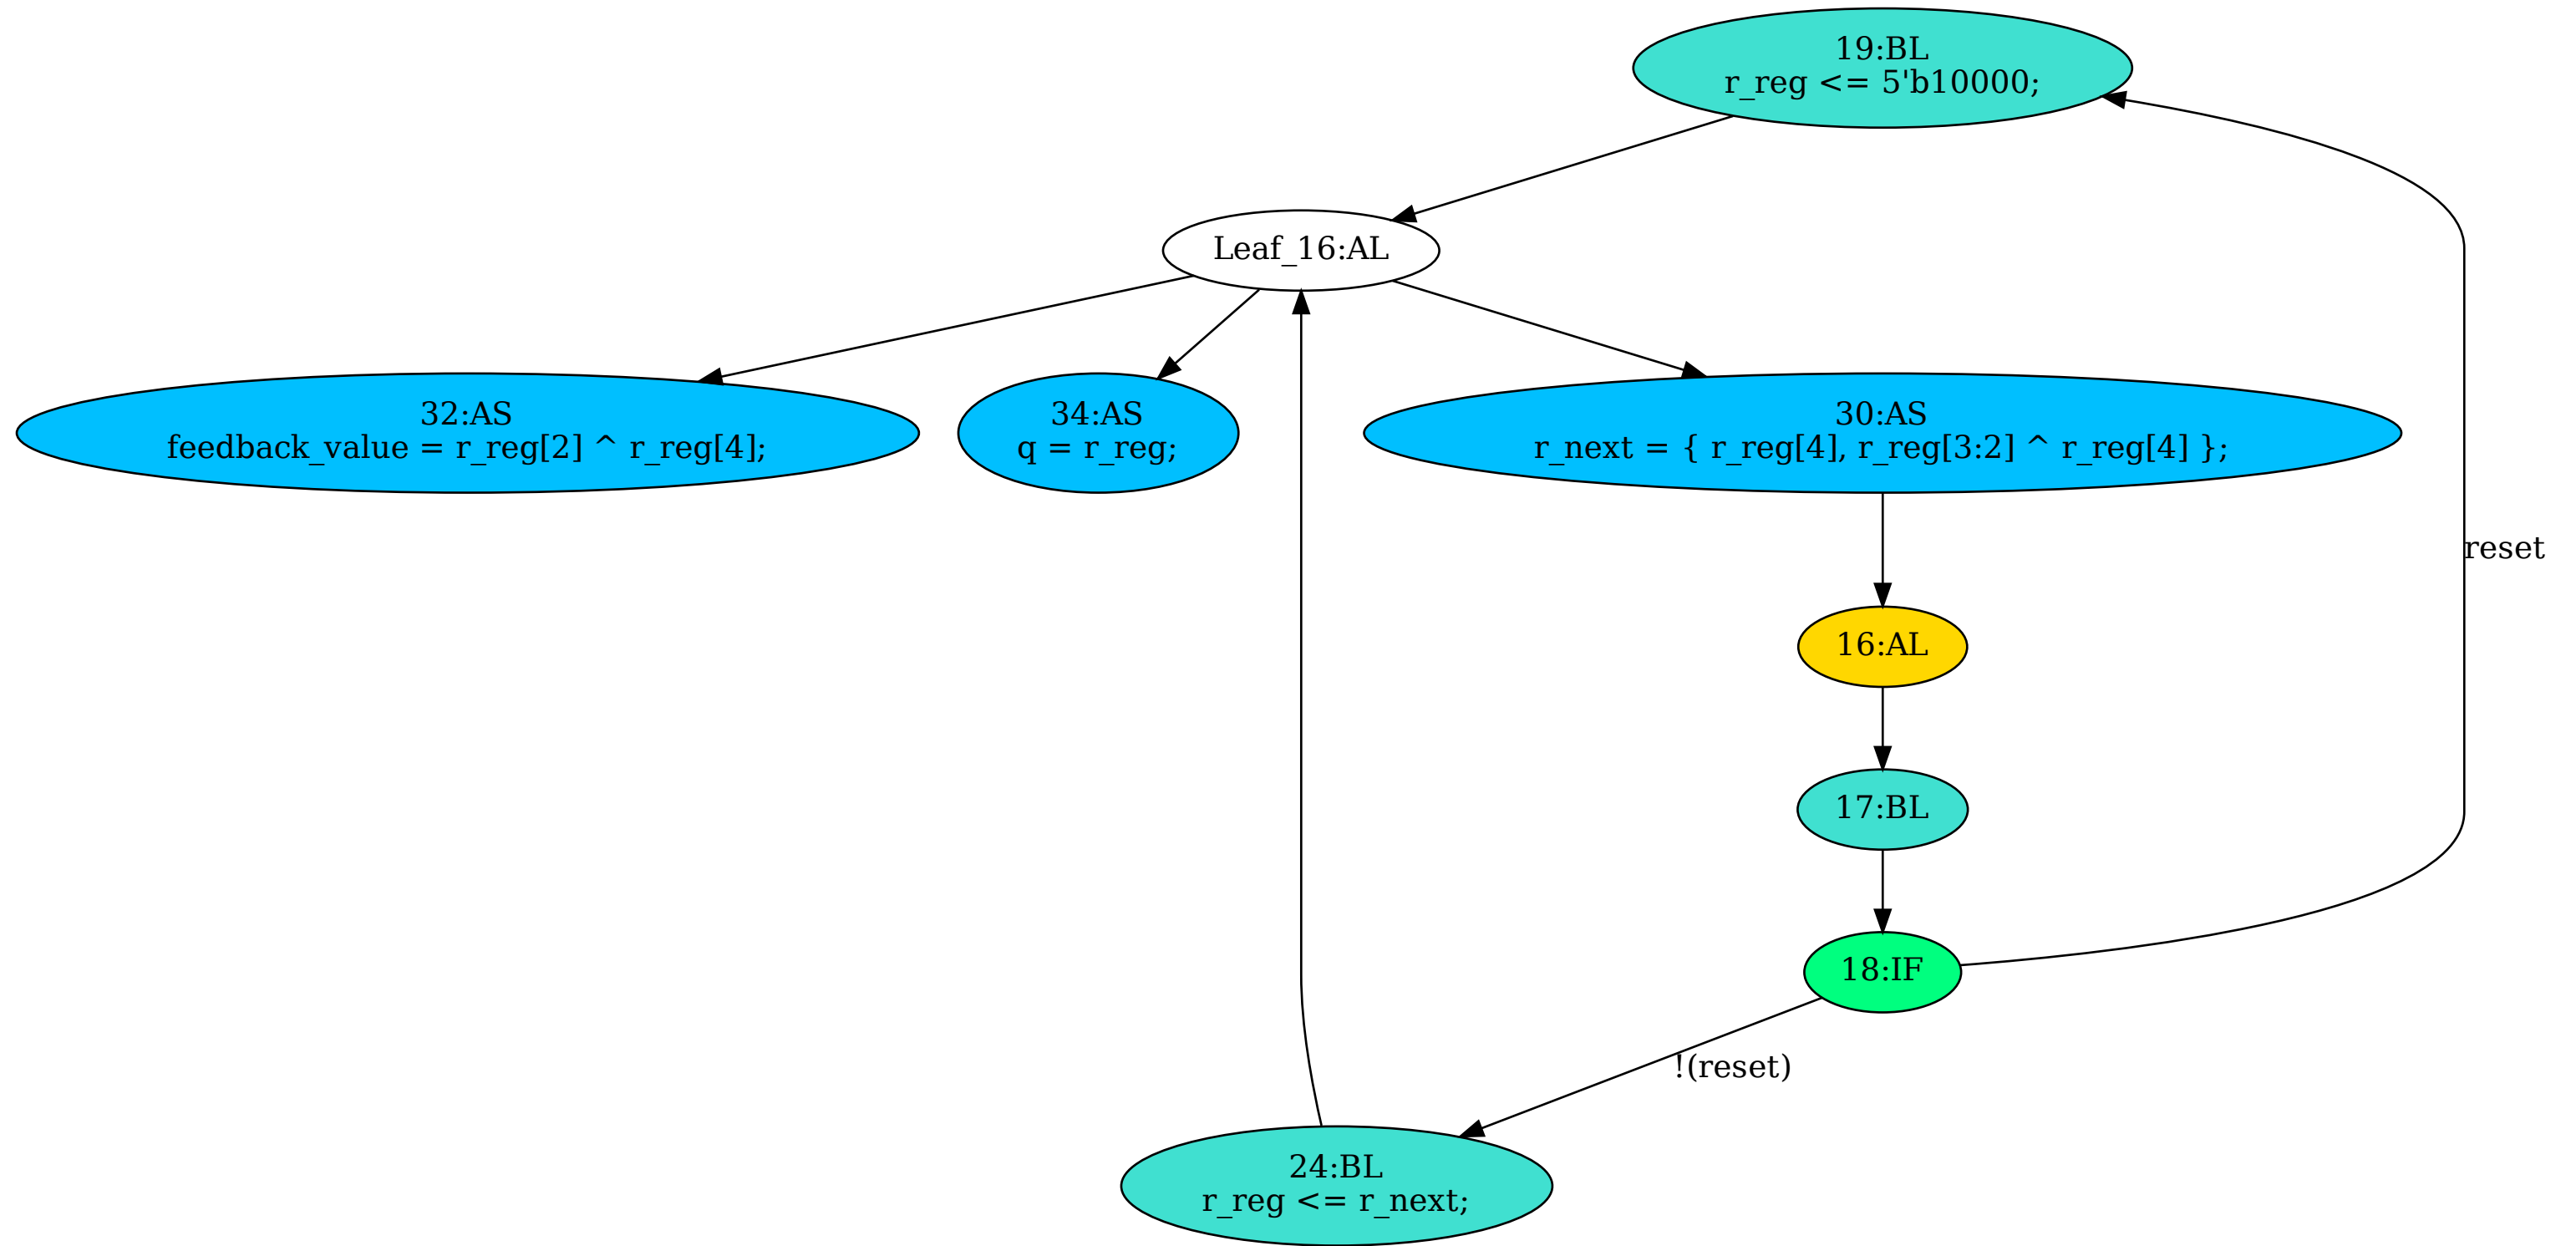 19:BL
r_reg <= 5'b10000;
Leaf_16:AL
32:AS
feedback_value = r_reg[2] ^ r_reg[4];
34:AS
q = r_reg;
30:AS
r_next = { r_reg[4], r_reg[3:2] ^ r_reg[4] };
reset
16:AL
17:BL
18:IF
!(reset)
24:BL
r_reg <= r_next;